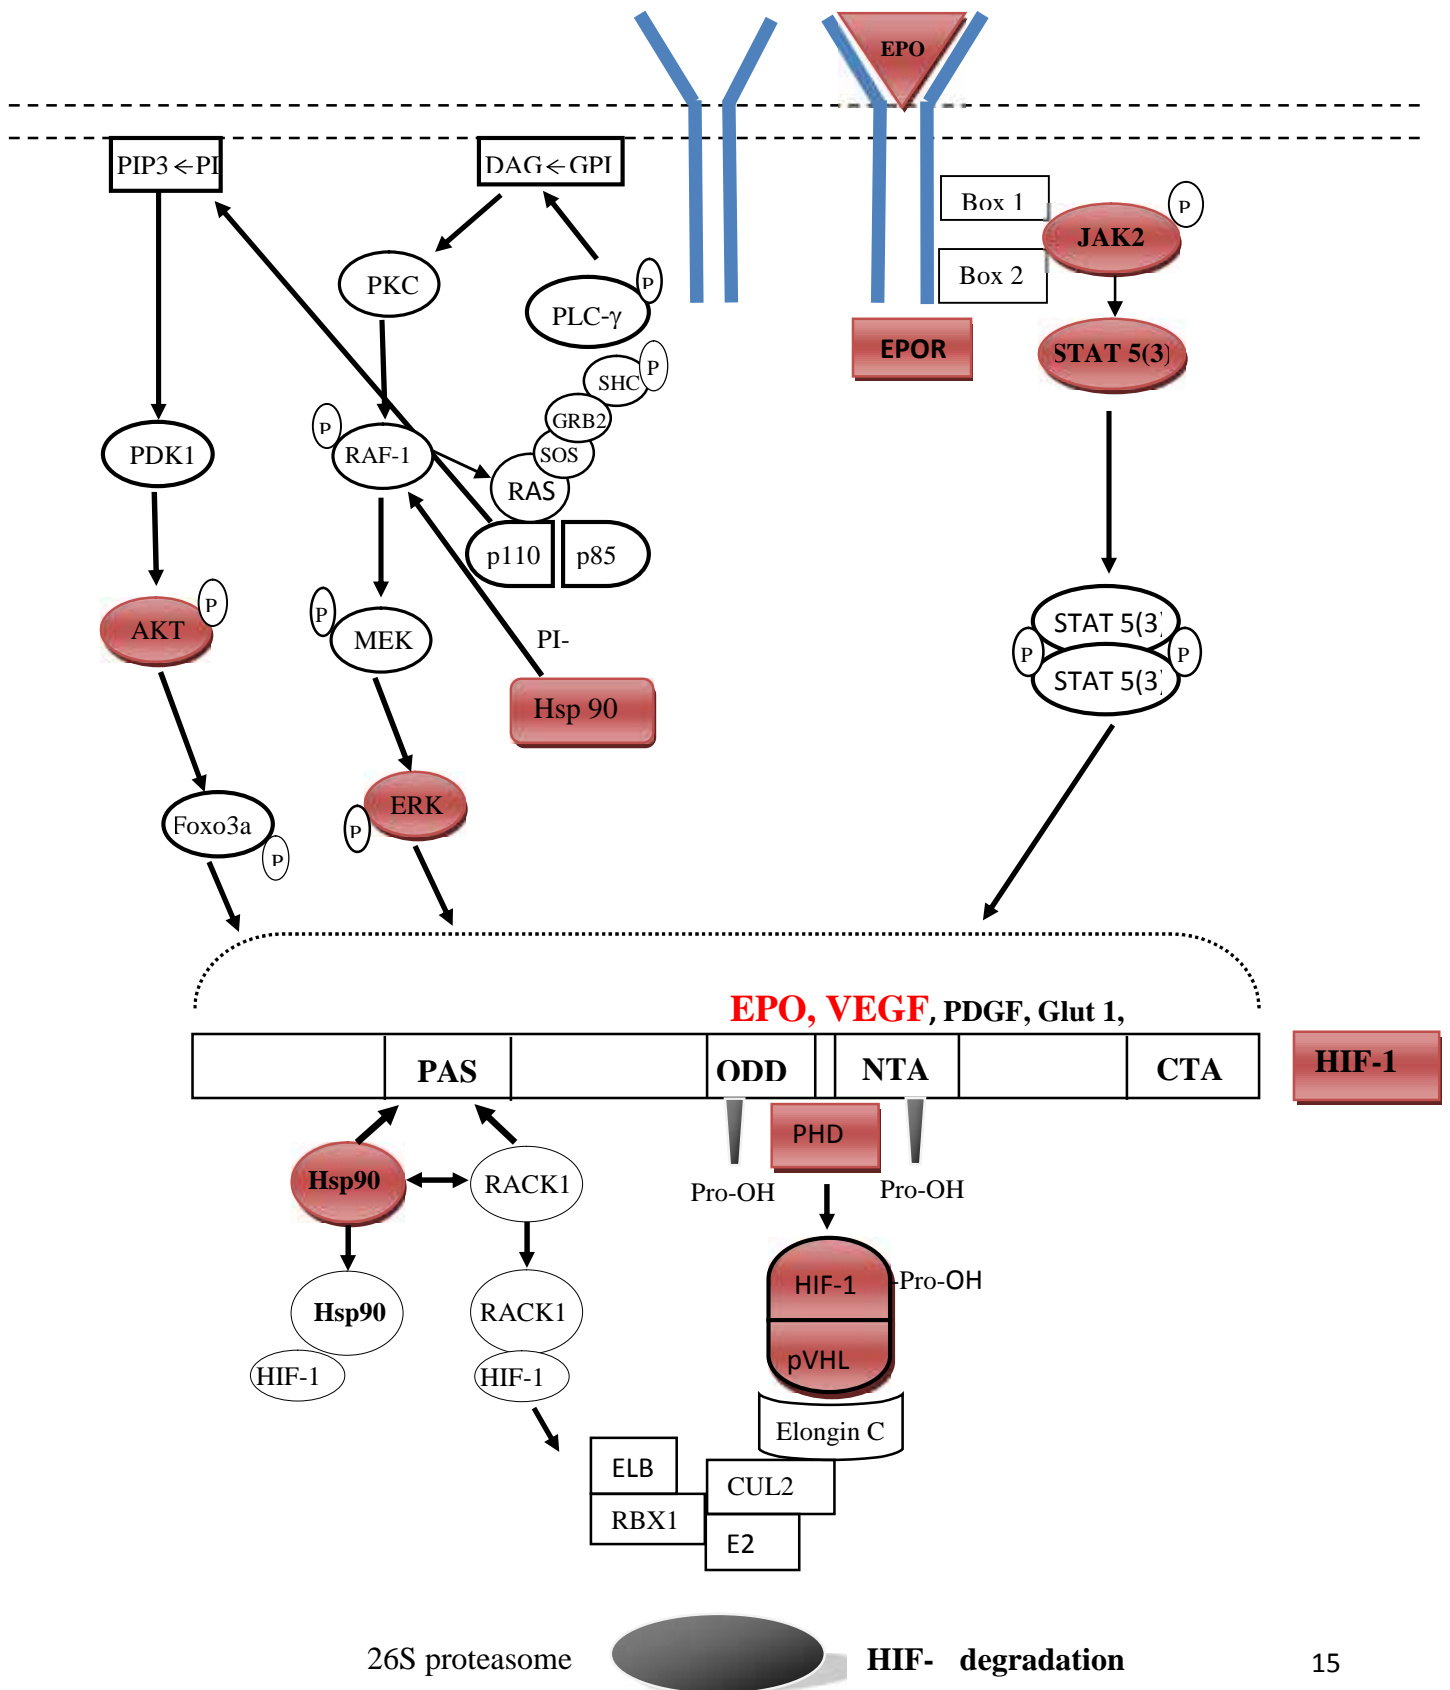 EPO
PIP3 ← PI
DAG ← GPI
Box 1
P
JAK2
Box 2
PKC
P
PLC-γ
EPOR
STAT 5(3)
P
SHC
GRB2
P
RAF-1
SOS
PDK1
RAS
p110
p85
P
AKT
P
MEK
PI-
STAT 5(3)
P
P
STAT 5(3)
Hsp 90
ERK
P
Foxo3a
P
EPO, VEGF, PDGF, Glut 1,
PAS
ODD
NTA
CTA
HIF-1
PHD
Hsp90
RACK1
Pro-OH
Pro-OH
HIF-1
-Pro-OH
Hsp90
RACK1
pVHL
HIF-1
HIF-1
Elongin C
ELB
CUL2
RBX1
E2
26S proteasome
HIF- degradation
15